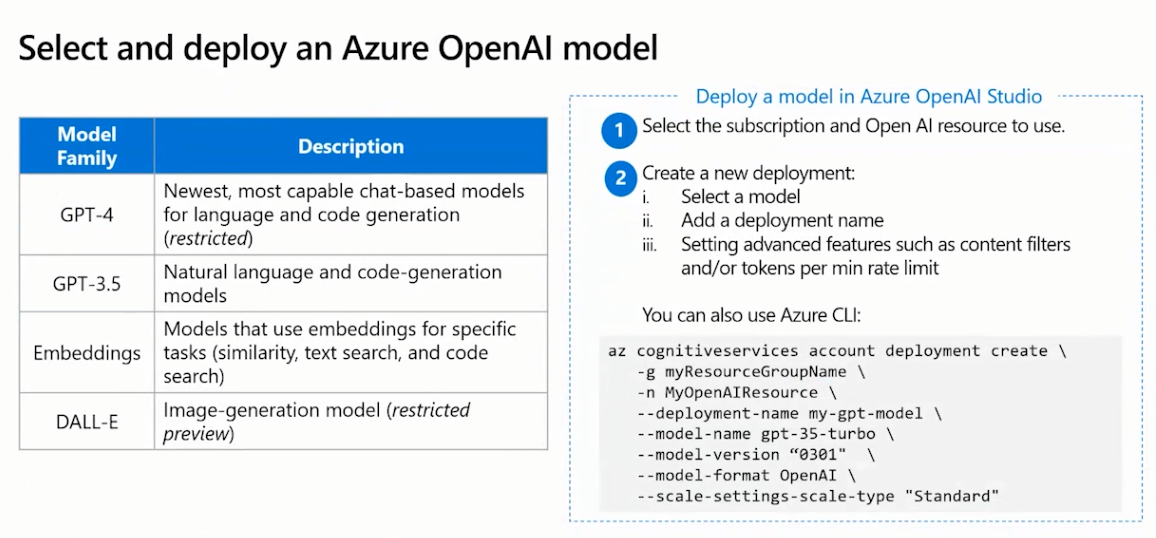 Select and deploy an Azure OpenAI model
Model
Family
Description
GPT-4
Newest, most capable chat-based models
for language and code generation
(restricted)
GPT-3.5
Natural language and code-generation
models
Embeddings
Models that use embeddings for specific
tasks (similarity, text search, and code
search)
DALL-E
Image-generation model (restricted
preview)
Deploy a model in Azure OpenAI Studio
1 Select the subscription and Open AI resource to use.
2 Create a new deployment:
i. Select a model
ii. Add a deployment name
iii. Setting advanced features such as content filters
and/or tokens per min rate limit
You can also use Azure CLI:
az cognitiveservices account deployment create \
-g myResourceGroupName \
-n MyOpenAIResource \
--deployment-name my-gpt-model \
--model-name gpt-35-turbo \
--model-version “0301" \
--model-format OpenAI \
--scale-settings-scale-type "Standard"